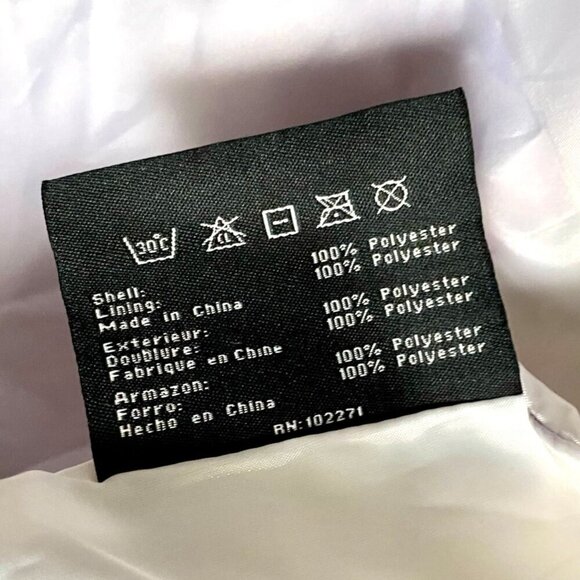 30°C CL
Shell: 100% Polyester
Lining: 100% Polyester
Made in China
Exterieur: 100% Polyester
Doublure: 100% Polyester
Fabrique en Chine
Armazon: 100% Polyester
Forro: 100% Polyester
Hecho en China
RN:102271